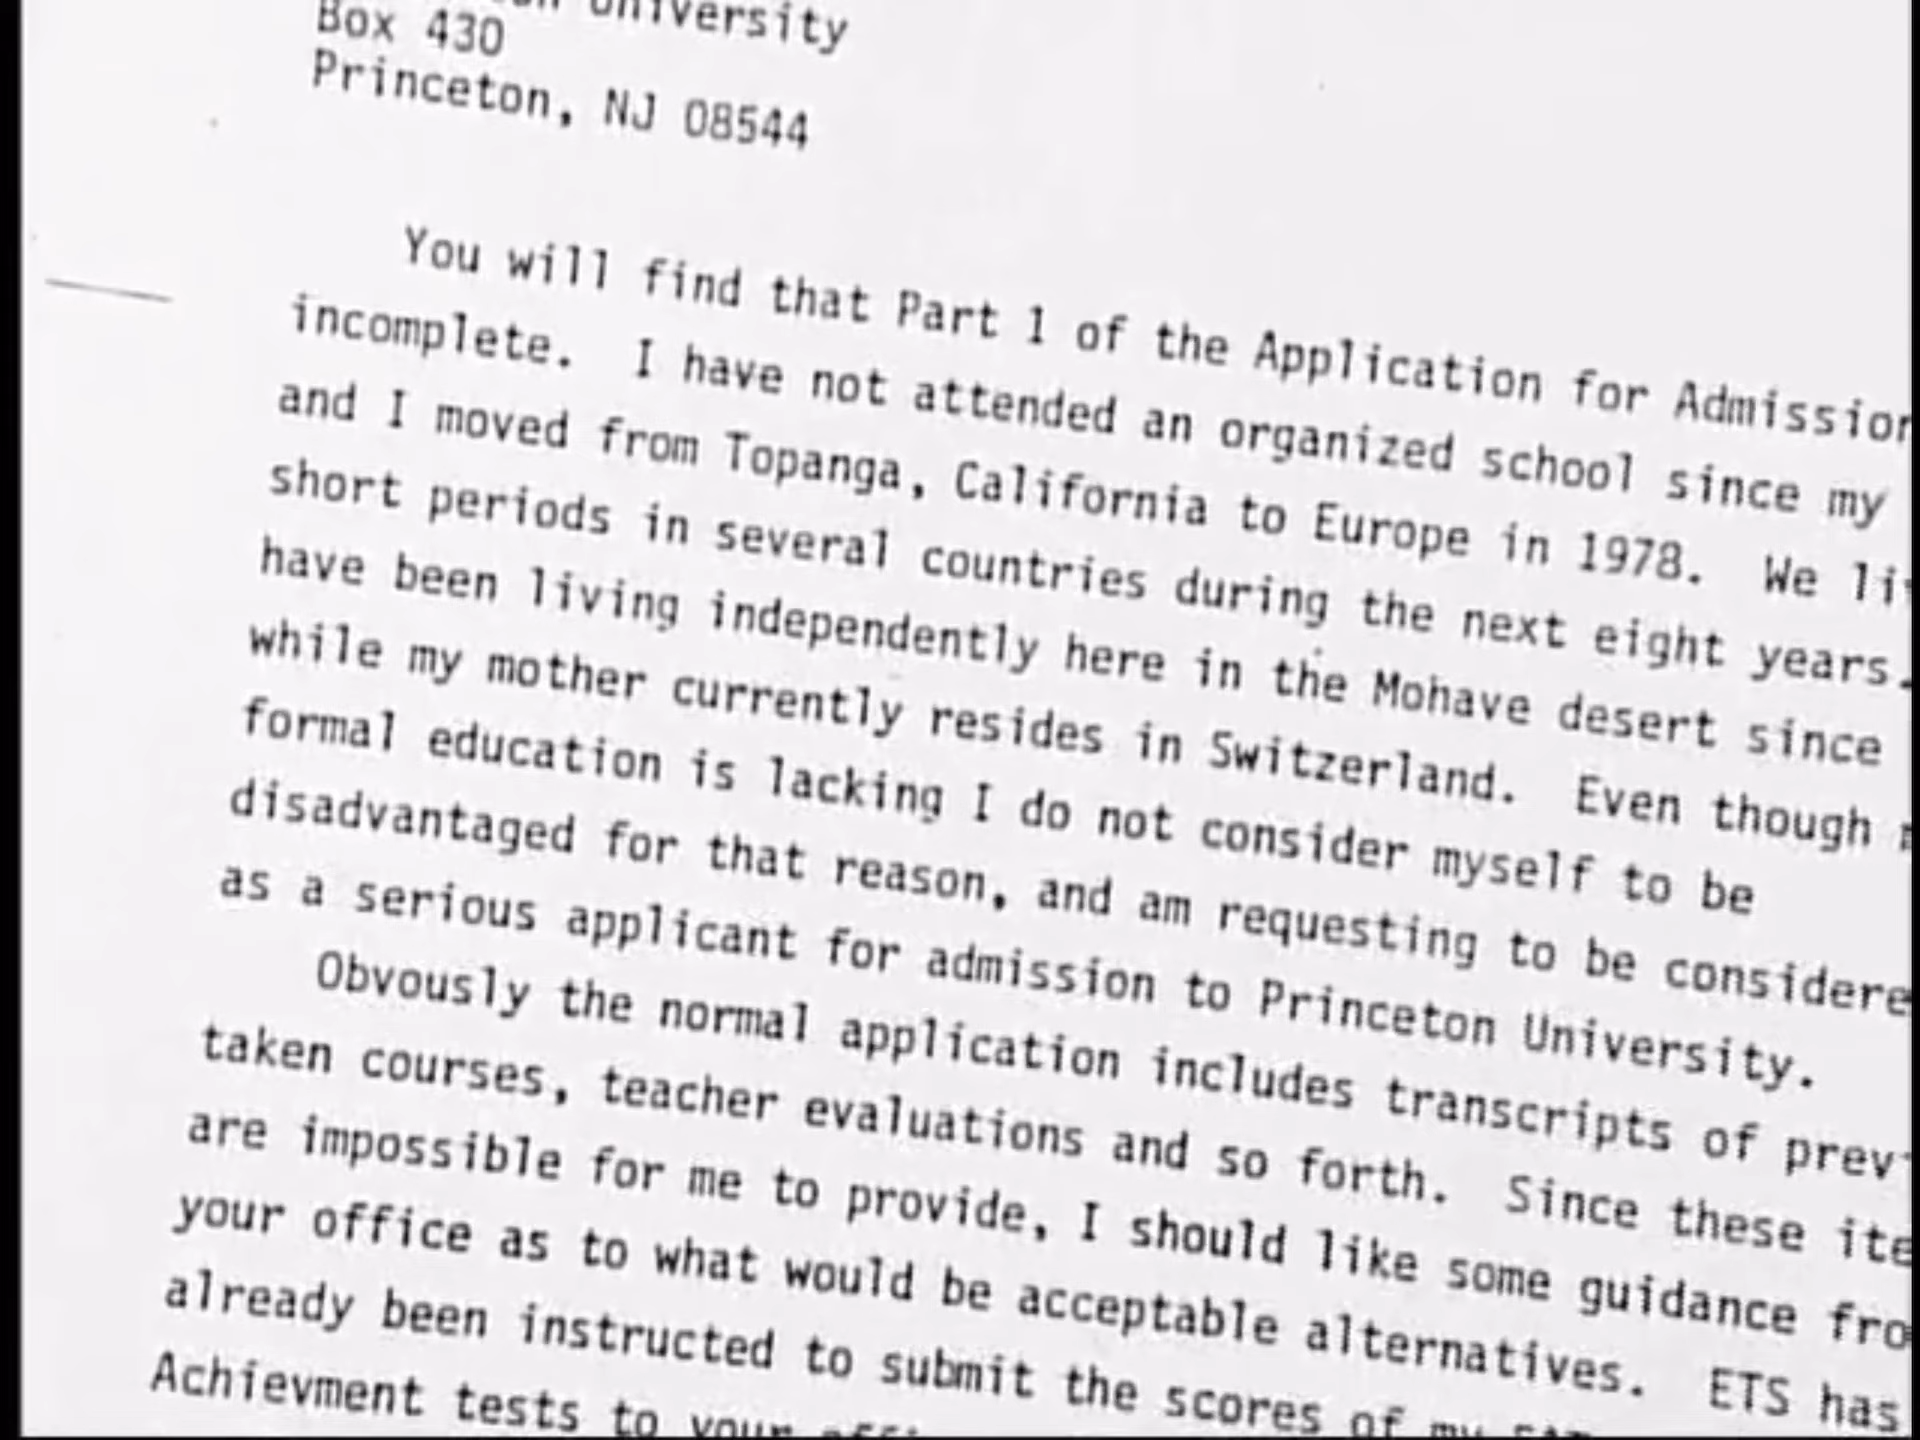 University
Box 430
Princeton, NJ 08544
You will find that Part 1 of the Application for Admission
incomplete. I have not attended an organized school since my
and I moved from Topanga, California to Europe in 1978. We
short periods in several countries during the next eight years.
have been living independently here in the Mohave desert since
while my mother currently resides in Switzerland. Even though
formal education is lacking I do not consider myself to be
disadvantaged for that reason, and am requesting to be considere
as a serious applicant for admission to Princeton University.
Obvously the normal application includes transcripts of prev
taken courses, teacher evaluations and so forth. Since these ite
are impossible for me to provide, I should like some guidance fro
your office as to what would be acceptable alternatives. ETS has
already been instructed to submit the scores of my
Achievment tests to your